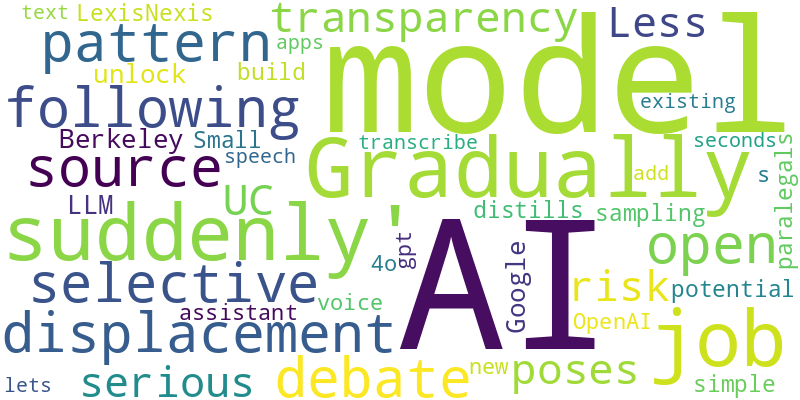 text
LexisNexis
transparency
Less
pattern
apps
model
unlock
build
following
existing
Berkeley
Small
transcribe
seconds
source
speech
Gradually
add
s
paralegals
LLM
UC
distills
sampling
suddenly'
gpt
4o
AI
Google
open
selective
assistant
voice
risk
potential
displacement
OpenAI
job
lets
serious
debate
new
poses
simple